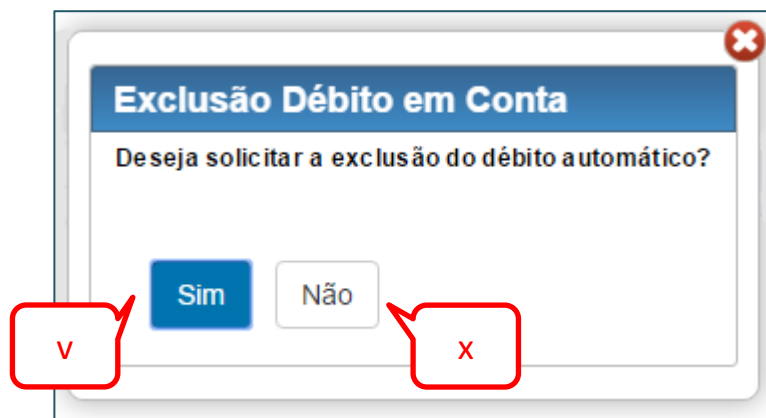 Exclusão Débito em Conta
Deseja solicitar a exclusão do débito automático?
Sim Não
v x